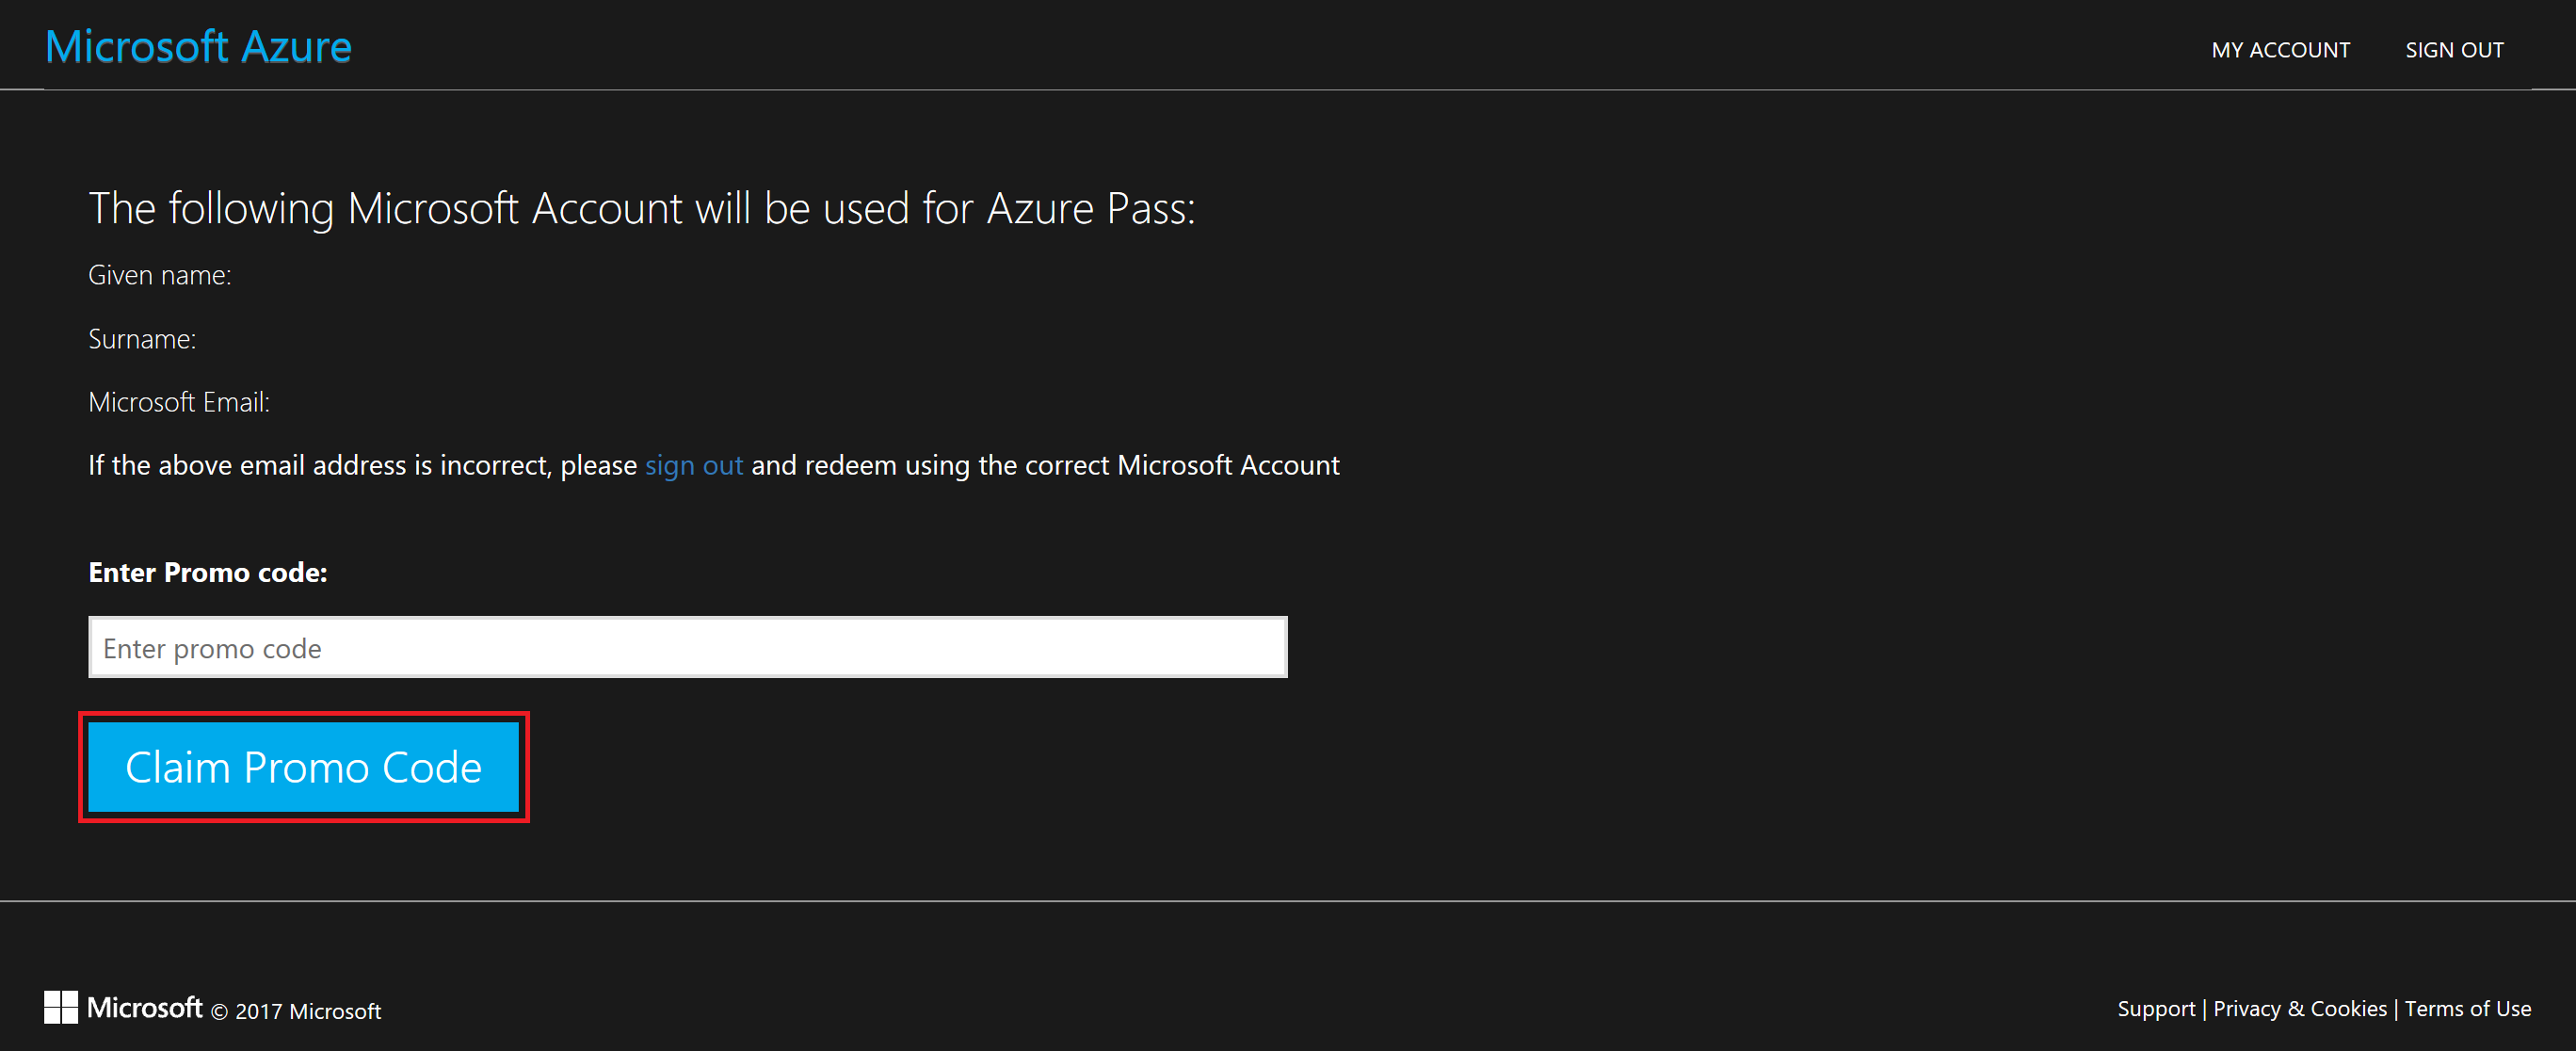 Microsoft Azure
MY ACCOUNT
SIGN OUT
The following Microsoft Account will be used for Azure Pass:
Given name:
Surname:
Microsoft Email:
If the above email address is incorrect, please sign out and redeem using the correct Microsoft Account
Enter Promo code:
Enter promo code
Claim Promo Code
Microsoft © 2017 Microsoft
Support | Privacy & Cookies | Terms of Use